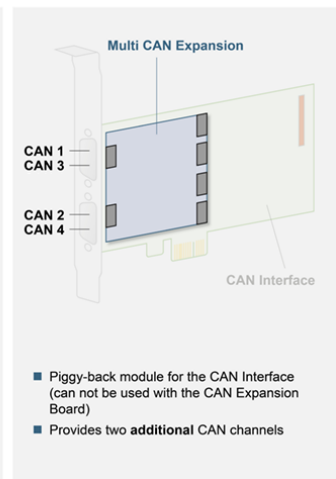 Multi CAN Expansion
CAN 1
CAN 3
CAN 2
CAN 4
CAN Interface
Piggy-back module for the CAN Interface
(can not be used with the CAN Expansion
Board)
Provides two additional CAN channels